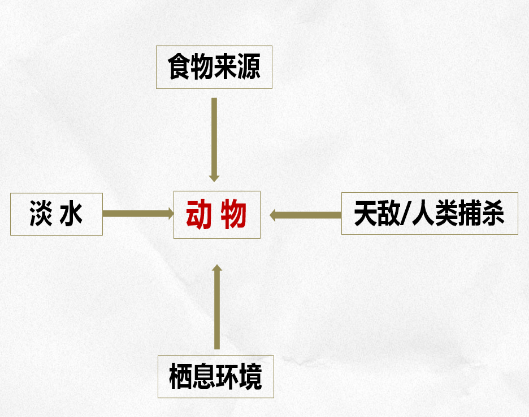 食物来源
淡水
动物
天敌/人类捕杀
栖息环境